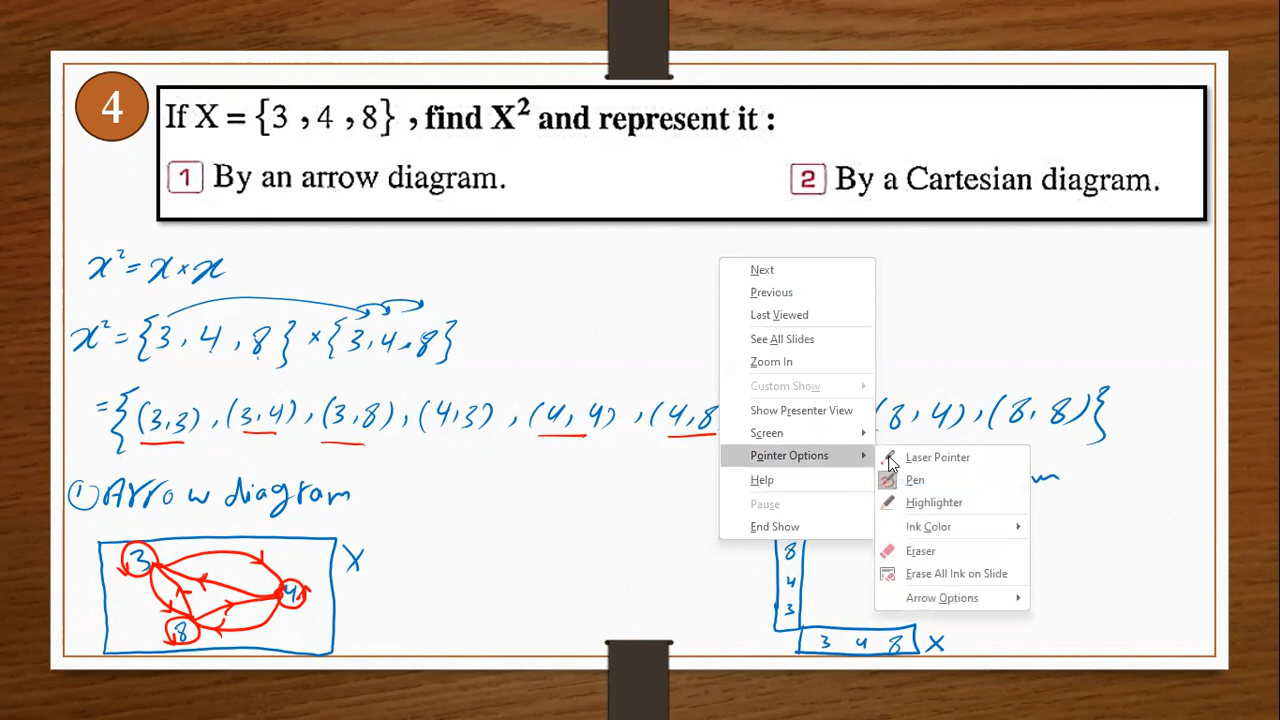 4
If X = {3 , 4 , 8} , find X² and represent it :
1 By an arrow diagram.
2 By a Cartesian diagram.
x² = x × x
x² = {3, 4, 8} × {3, 4, 8}
= {(3,3), (3,4), (3,8), (4,3), (4,4), (4,8 8,4), (8,8)}
① Arrow diagram
m
3
4
8
X
8
4
3
3 4 8 X
Next
Previous
Last Viewed
See All Slides
Zoom In
Custom Show
Show Presenter View
Screen
Pointer Options
Help
Pause
End Show
Laser Pointer
Pen
Highlighter
Ink Color
Eraser
Erase All Ink on Slide
Arrow Options